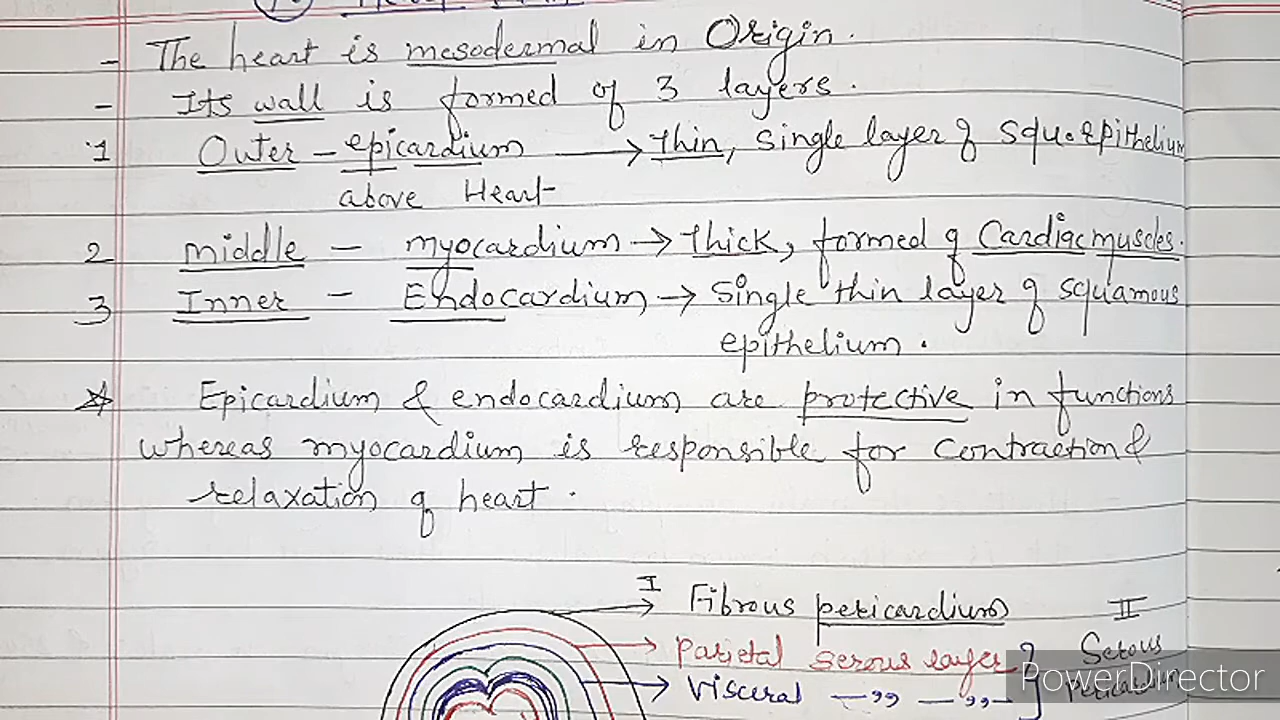 - The heart is mesodermal in Origin.
- Its wall is formed of 3 layers.
1 Outer - epicardium → thin, single layer of squ. epithelium
above Heart
2 middle - myocardium → thick, formed of Cardiac muscles.
3 Inner - Endocardium → single thin layer of squamous
epithelium.
☆ Epicardium & endocardium are protective in functions
whereas myocardium is responsible for contraction &
relaxation of heart.
I → Fibrous pericardium II
→ Parietal serous layer } Serous
→ Visceral —,,— —,,— Pericardium
PowerDirector